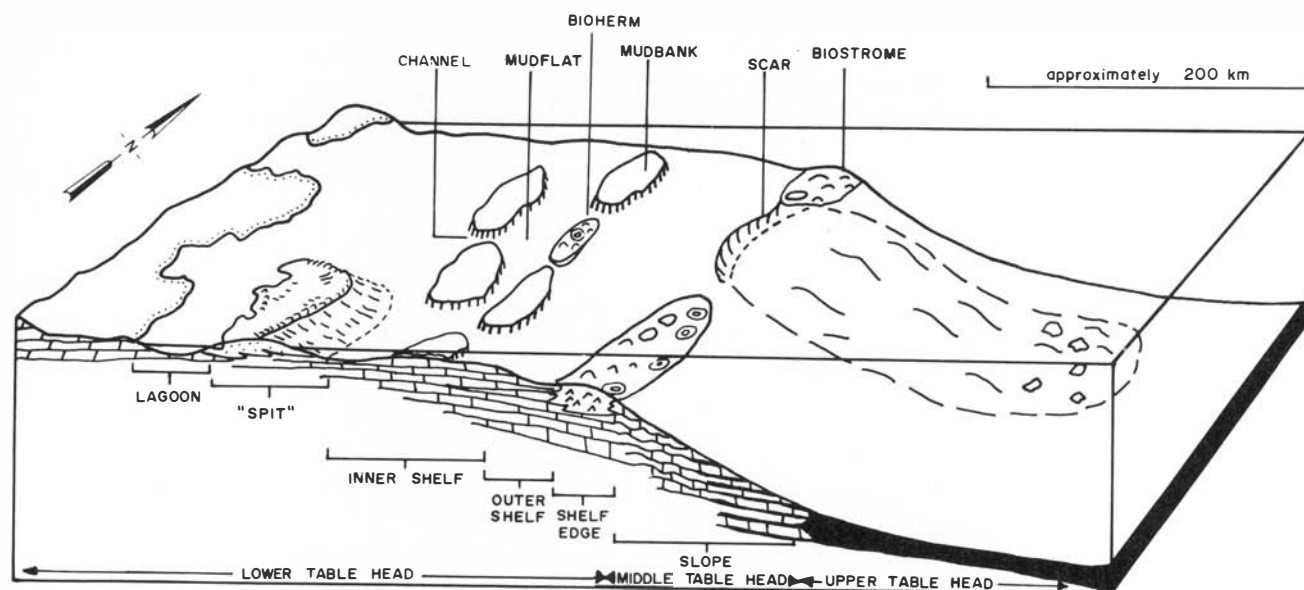 BIOHERM
CHANNEL MUDFLAT MUDBANK
SCAR BIOSTROME
approximately 200 km
N
LAGOON
"SPIT"
INNER SHELF
OUTER SHELF
SHELF EDGE
SLOPE
LOWER TABLE HEAD MIDDLE TABLE HEAD UPPER TABLE HEAD